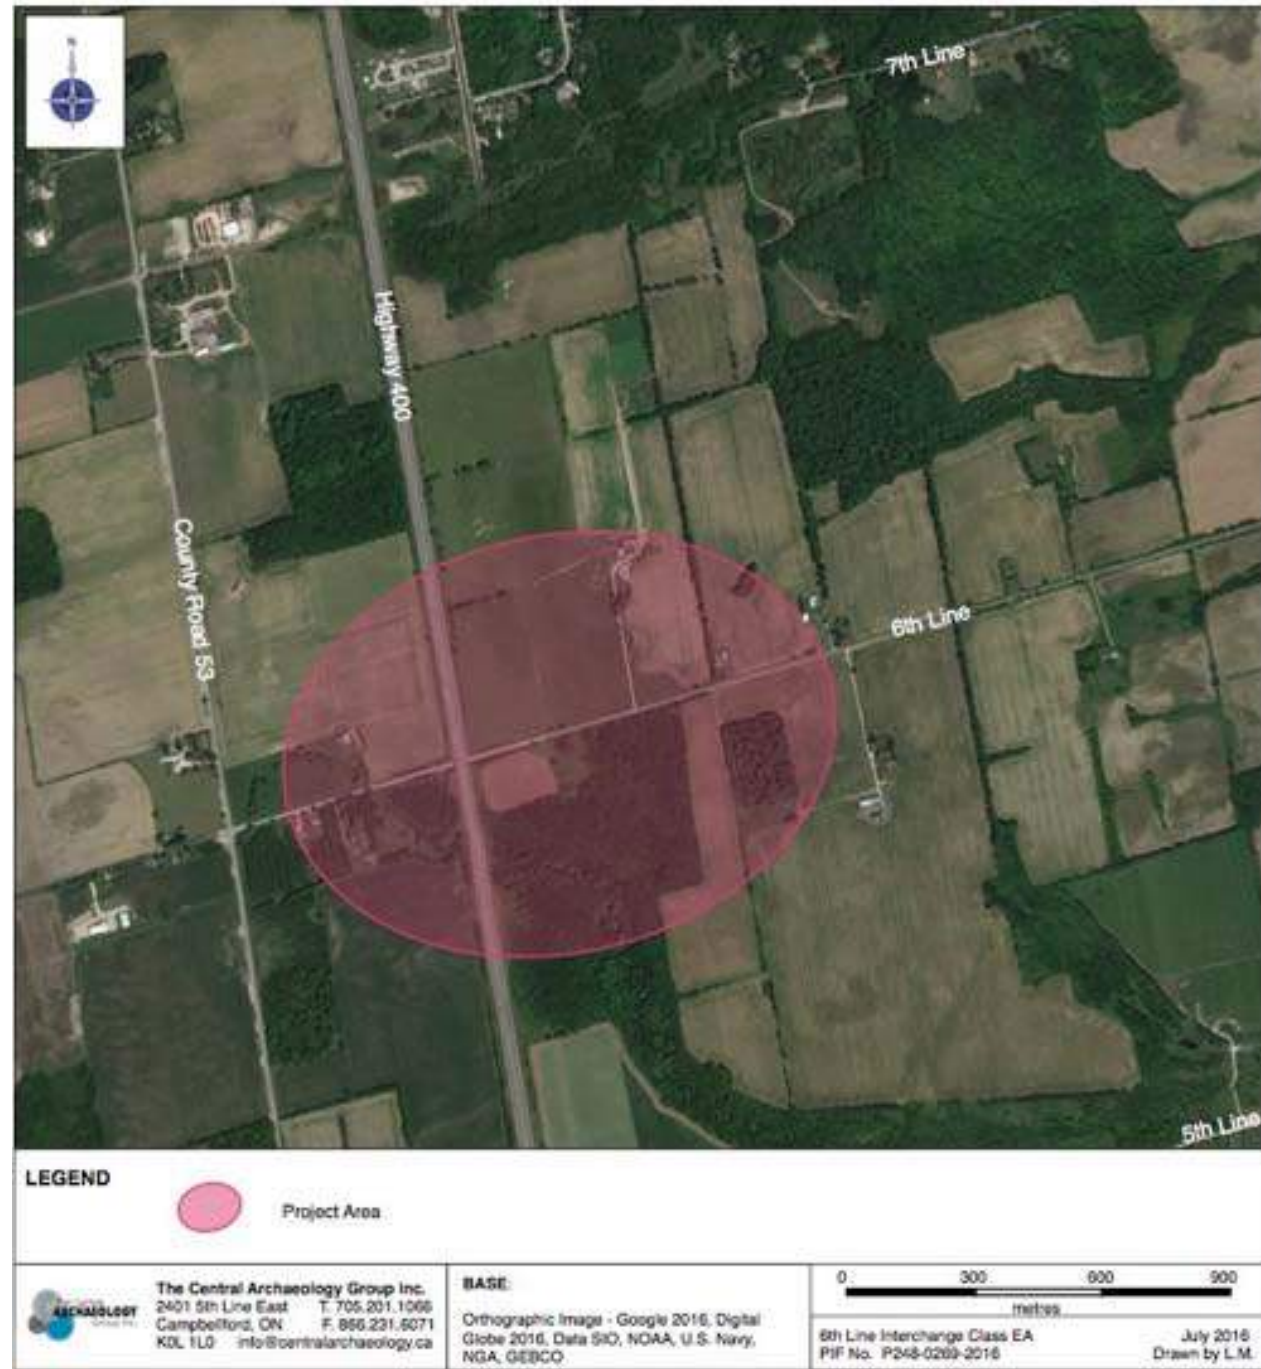 N
7th Line
Highway 400
County Road 53
6th Line
5th Line
LEGEND
Project Area
ARCHAEOLOGY
The Central Archaeology Group Inc.
2401 5th Line East T. 705.201.1066
Campbellford, ON F. 866.231.6071
K0L 1L0 info@centralarchaeology.ca
BASE:
Orthographic Image - Google 2016, Digital
Globe 2016, Data SIO, NOAA, U.S. Navy,
NGA, GEBCO
0 300 600 900
metres
6th Line Interchange Class EA July 2016
PIF No. P248-0269-2016 Drawn by L.M.